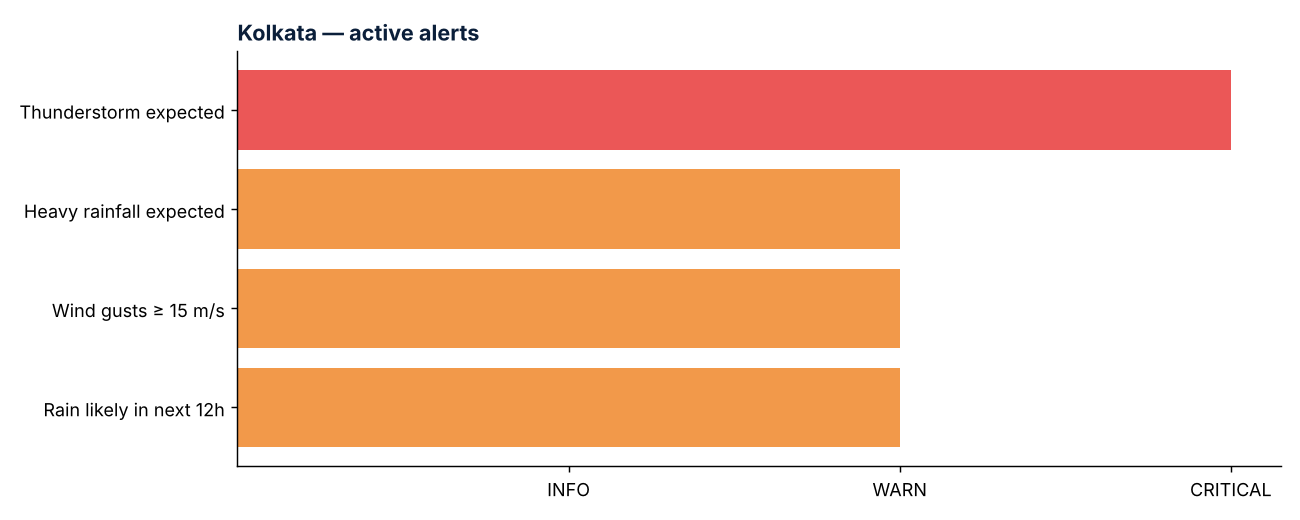 Kolkata — active alerts
Thunderstorm expected
Heavy rainfall expected
Wind gusts ≥ 15 m/s
Rain likely in next 12h
INFO WARN CRITICAL